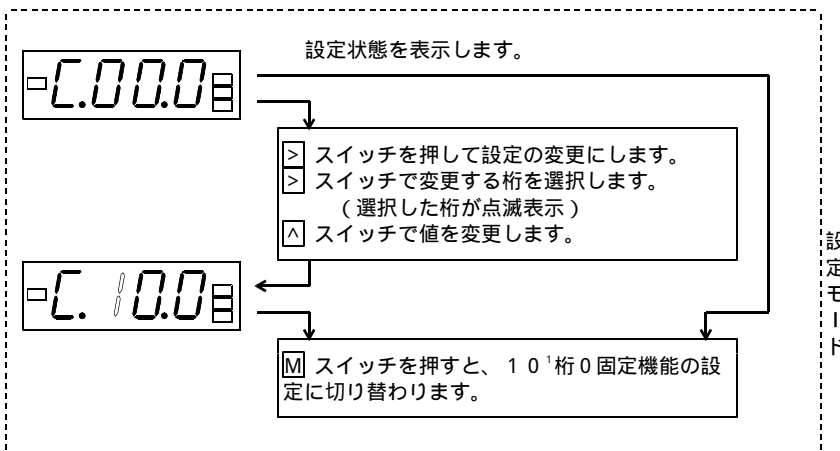 設定状態を表示します。
C.00.0
> スイッチを押して設定の変更にします。
> スイッチで変更する桁を選択します。
(選択した桁が点滅表示)
^ スイッチで値を変更します。
設定モード
C.10.0
M スイッチを押すと、10¹桁0固定機能の設
定に切り替わります。